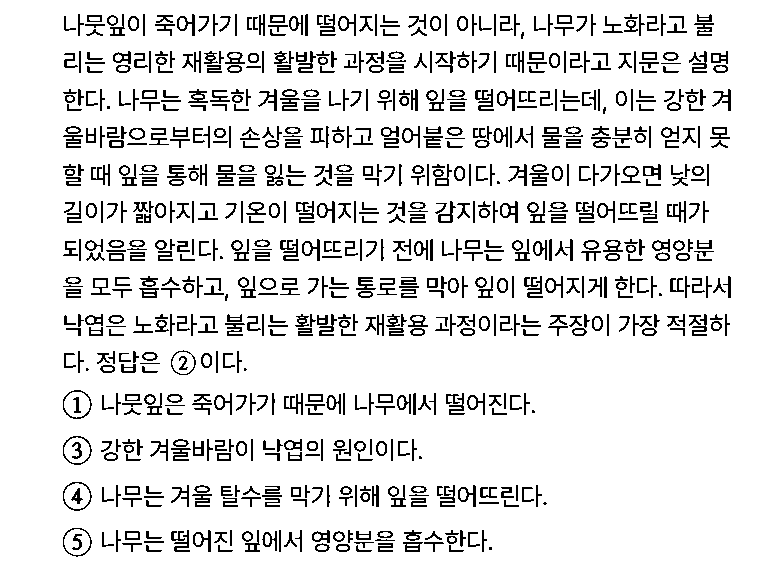 나뭇잎이 죽어가기 때문에 떨어지는 것이 아니라, 나무가 노화라고 불
리는 영리한 재활용의 활발한 과정을 시작하기 때문이라고 지문은 설명
한다. 나무는 혹독한 겨울을 나기 위해 잎을 떨어뜨리는데, 이는 강한 겨
울바람으로부터의 손상을 피하고 얼어붙은 땅에서 물을 충분히 얻지 못
할 때 잎을 통해 물을 잃는 것을 막기 위함이다. 겨울이 다가오면 낮의
길이가 짧아지고 기온이 떨어지는 것을 감지하여 잎을 떨어뜨릴 때가
되었음을 알린다. 잎을 떨어뜨리기 전에 나무는 잎에서 유용한 영양분
을 모두 흡수하고, 잎으로 가는 통로를 막아 잎이 떨어지게 한다. 따라서
낙엽은 노화라고 불리는 활발한 재활용 과정이라는 주장이 가장 적절하
다. 정답은 ②이다.
① 나뭇잎은 죽어가기 때문에 나무에서 떨어진다.
③ 강한 겨울바람이 낙엽의 원인이다.
④ 나무는 겨울 탈수를 막기 위해 잎을 떨어뜨린다.
⑤ 나무는 떨어진 잎에서 영양분을 흡수한다.